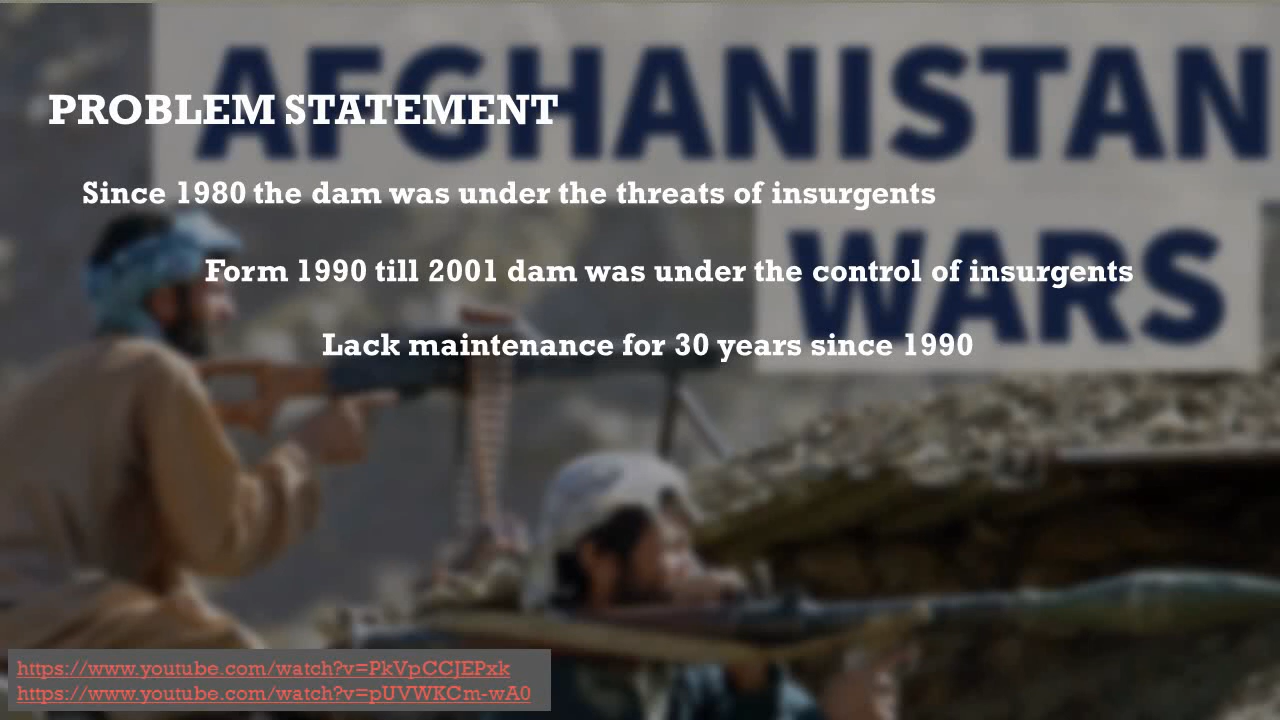 AFGHANISTAN
WARS
PROBLEM STATEMENT
Since 1980 the dam was under the threats of insurgents
Form 1990 till 2001 dam was under the control of insurgents
Lack maintenance for 30 years since 1990
https://www.youtube.com/watch?v=PkVpCCJEPxk
https://www.youtube.com/watch?v=pUVWKCm-wA0